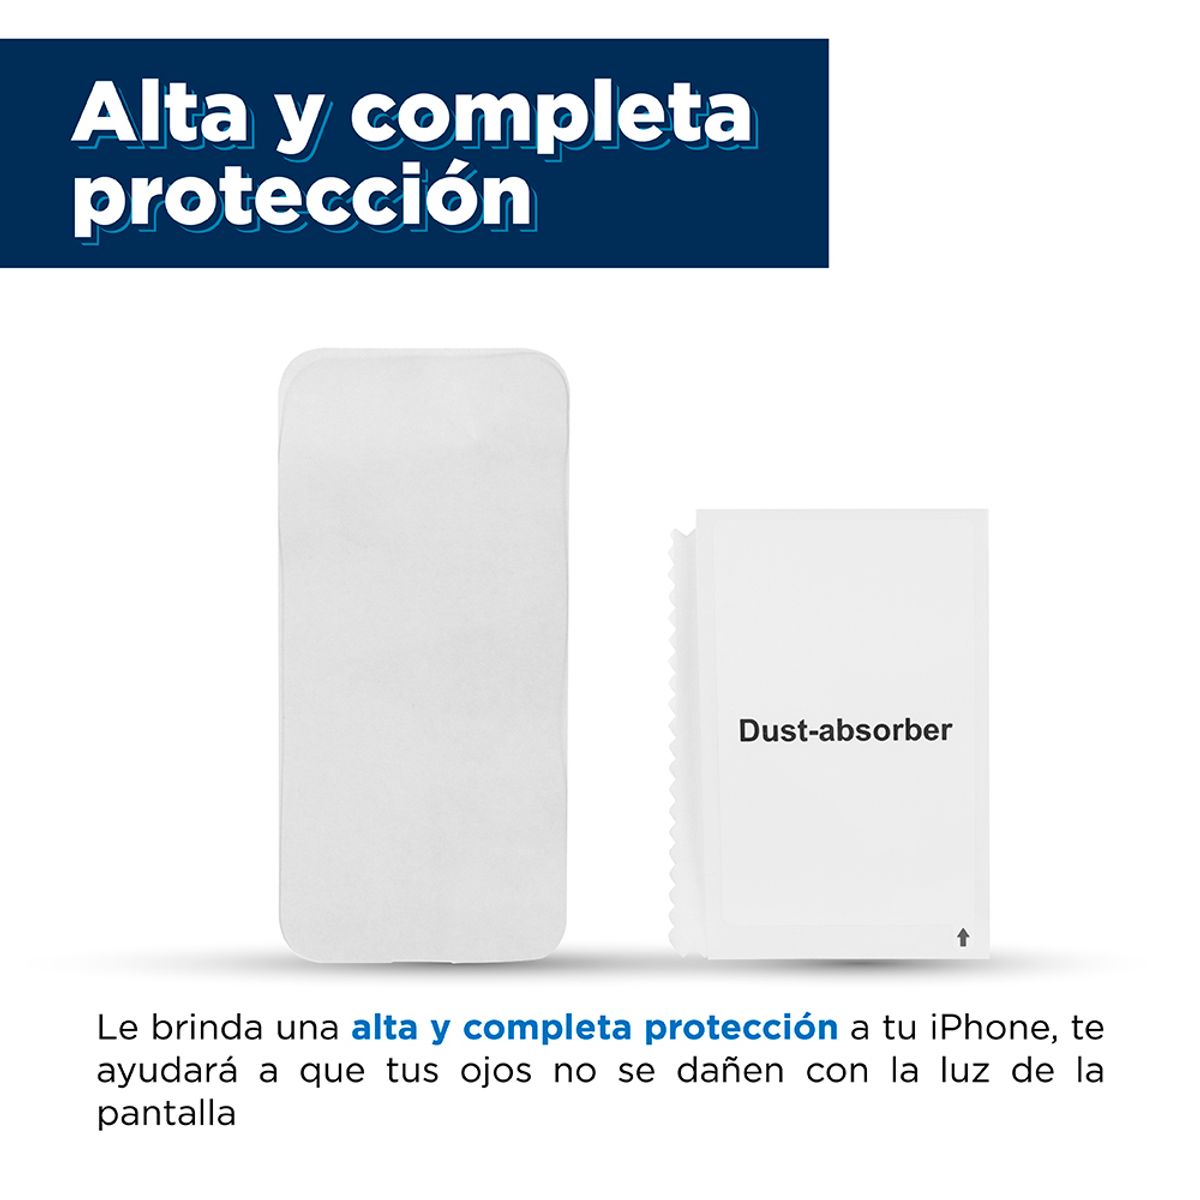 Alta y completa
protección
Dust-absorber
Le brinda una alta y completa protección a tu iPhone, te
ayudará a que tus ojos no se dañen con la luz de la
pantalla